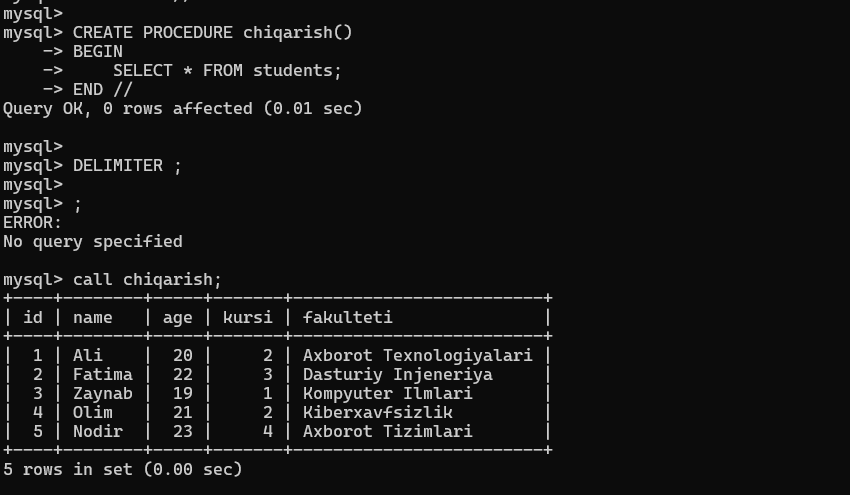 mysql>
mysql> CREATE PROCEDURE chiqarish()
    -> BEGIN
    ->     SELECT * FROM students;
    -> END //
Query OK, 0 rows affected (0.01 sec)
mysql>
mysql> DELIMITER ;
mysql>
mysql> ;
ERROR:
No query specified
mysql> call chiqarish;
+----+--------+-----+-------+-------------------------+
| id | name   | age | kursi | fakulteti               |
+----+--------+-----+-------+-------------------------+
|  1 | Ali    |  20 |     2 | Axborot Texnologiyalari |
|  2 | Fatima |  22 |     3 | Dasturiy Injeneriya     |
|  3 | Zaynab |  19 |     1 | Kompyuter Ilmlari       |
|  4 | Olim   |  21 |     2 | Kiberxavfsizlik         |
|  5 | Nodir  |  23 |     4 | Axborot Tizimlari       |
+----+--------+-----+-------+-------------------------+
5 rows in set (0.00 sec)